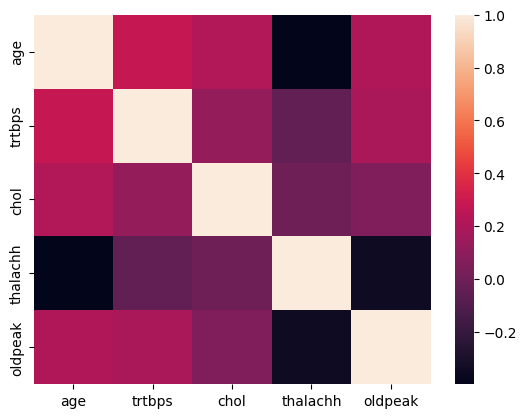 age
trtbps
chol
thalachh
oldpeak
age
trtbps
chol
thalachh
oldpeak
1.0
0.8
0.6
0.4
0.2
0.0
−0.2